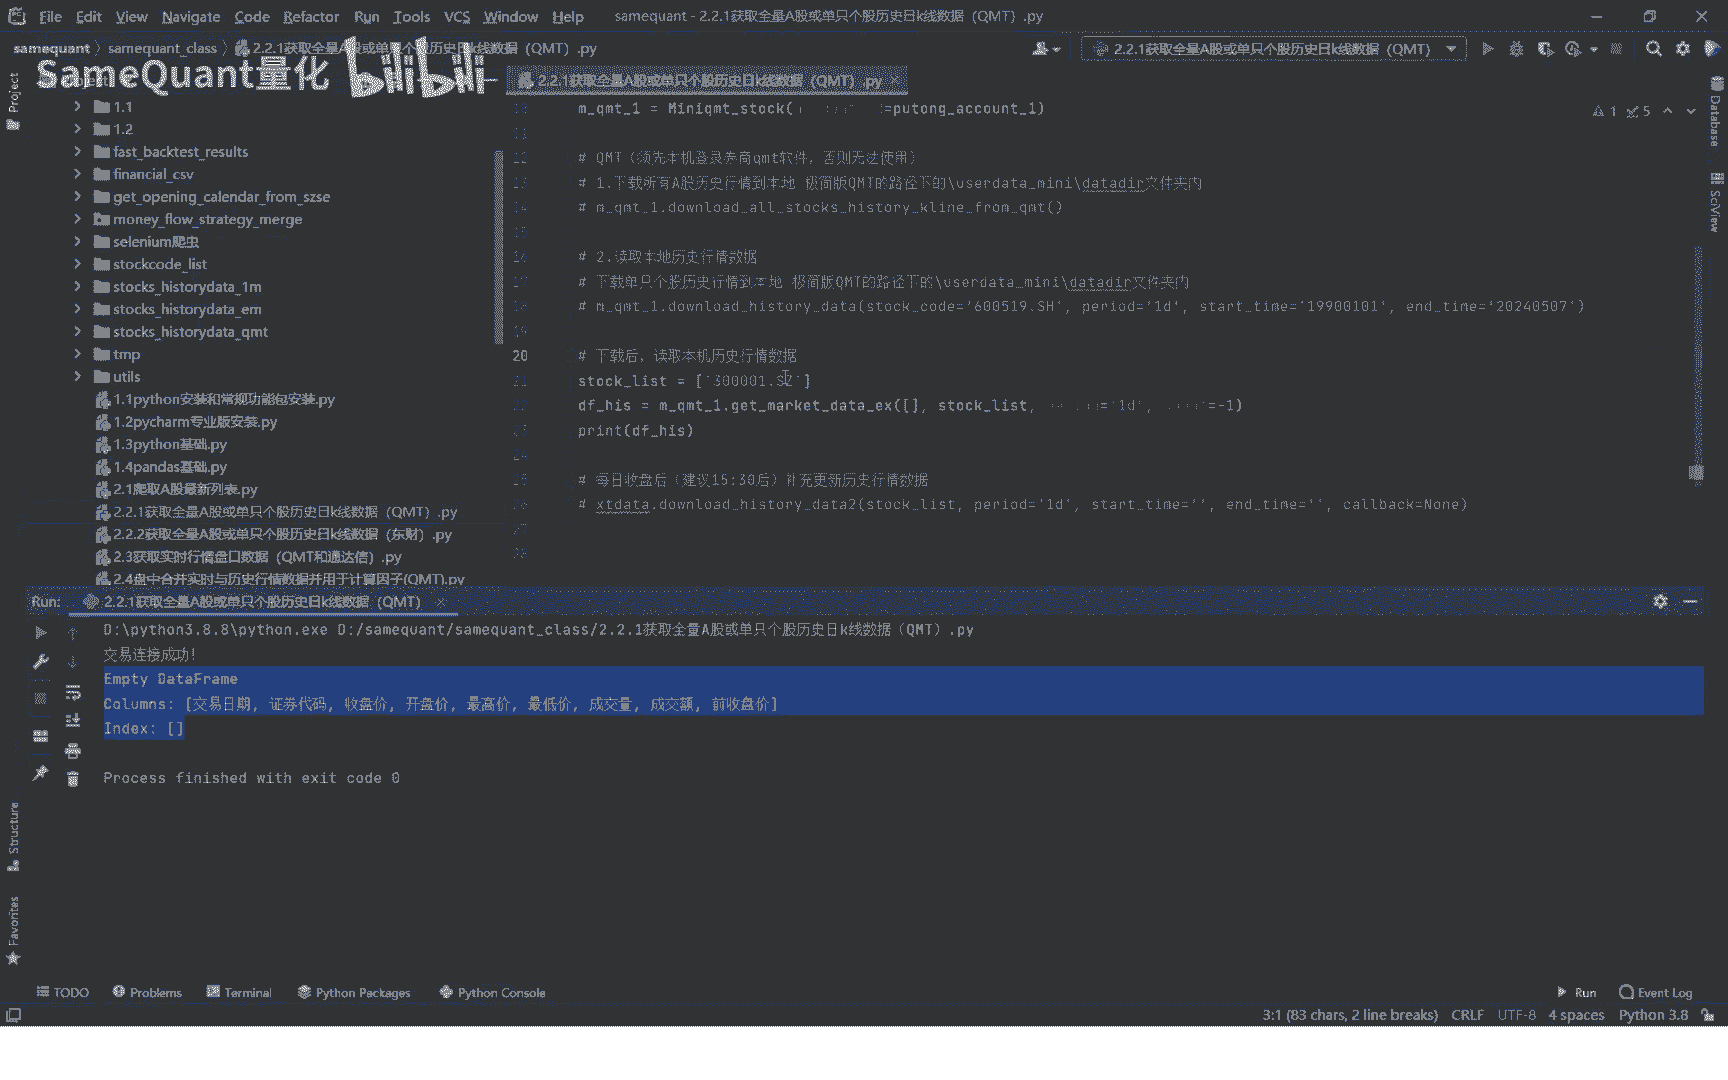 File Edit View Navigate Code Refactor Run Tools VCS Window Help samequant - 2.2.1获取全量A股或单只个股历史日k线数据（QMT）.py
samequant samequant_class 2.2.1获取全量A股或单只个股历史日k线数据（QMT）.py 2.2.1获取全量A股或单只个股历史日k线数据（QMT）
SameQuant量化 bilibili
Project
2.2.1获取全量A股或单只个股历史日k线数据（QMT）.py
1.1
1.2
fast_backtest_results
financial_csv
get_opening_calendar_from_szse
money_flow_strategy_merge
selenium爬虫
stockcode_list
stocks_historydata_1m
stocks_historydata_em
stocks_historydata_qmt
tmp
utils
1.1python安装和常规功能包安装.py
1.2pycharm专业版安装.py
1.3python基础.py
1.4pandas基础.py
2.1爬取A股最新列表.py
2.2.1获取全量A股或单只个股历史日k线数据（QMT）.py
2.2.2获取全量A股或单只个股历史日k线数据（东财）.py
2.3获取实时行情盘口数据（QMT和通达信）.py
2.4盘中合并实时与历史行情数据并用于计算因子(QMT).py
10 m_qmt_1 = Miniqmt_stock( =putong_account_1)
11
12 # QMT（须先本机登录券商qmt软件，否则无法使用）
13 # 1.下载所有A股历史行情到本地 极简版QMT的路径下的\userdata_mini\datadir文件夹内
14 # m_qmt_1.download_all_stocks_history_kline_from_qmt()
15
16 # 2.读取本地历史行情数据
17 # 下载单只个股历史行情到本地 极简版QMT的路径下的\userdata_mini\datadir文件夹内
18 # m_qmt_1.download_history_data(stock_code='600519.SH', period='1d', start_time='19900101', end_time='20240507')
19
20 # 下载后，读取本机历史行情数据
21 stock_list = ['300001.SZ']
22 df_his = m_qmt_1.get_market_data_ex([], stock_list, ='1d', =-1)
23 print(df_his)
24
25 # 每日收盘后（建议15:30后）补充更新历史行情数据
26 # xtdata.download_history_data2(stock_list, period='1d', start_time='', end_time='', callback=None)
27
28
1 5
Database
SciView
Run: 2.2.1获取全量A股或单只个股历史日k线数据（QMT）
D:\python3.8.8\python.exe D:/samequant/samequant_class/2.2.1获取全量A股或单只个股历史日k线数据（QMT）.py
交易连接成功!
Empty DataFrame
Columns: [交易日期, 证券代码, 收盘价, 开盘价, 最高价, 最低价, 成交量, 成交额, 前收盘价]
Index: []
Process finished with exit code 0
Structure
Favorites
TODO Problems Terminal Python Packages Python Console Run Event Log
3:1 (83 chars, 2 line breaks) CRLF UTF-8 4 spaces Python 3.8